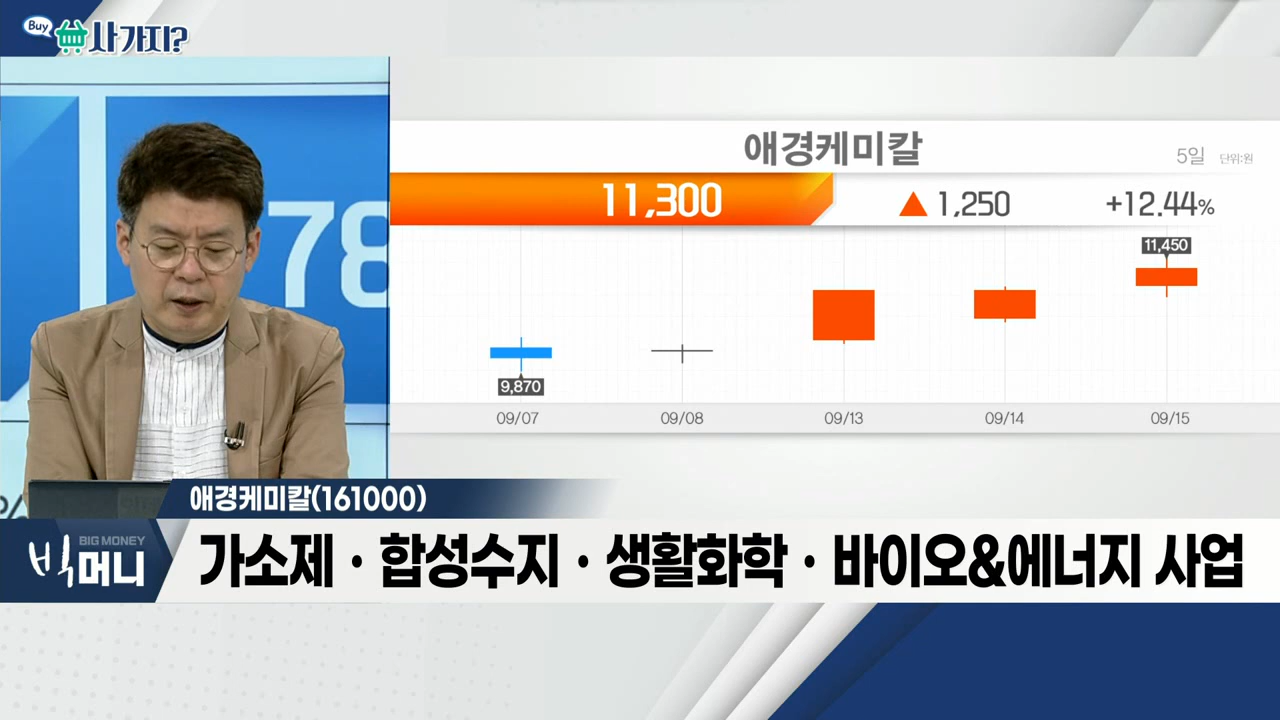 Buy
사가지?
78
애경케미칼
5일 단위:원
11,300 ▲ 1,250 +12.44%
11,450
9,870
09/07 09/08 09/13 09/14 09/15
애경케미칼(161000)
BIG MONEY
빅머니
가소제·합성수지·생활화학·바이오&에너지 사업